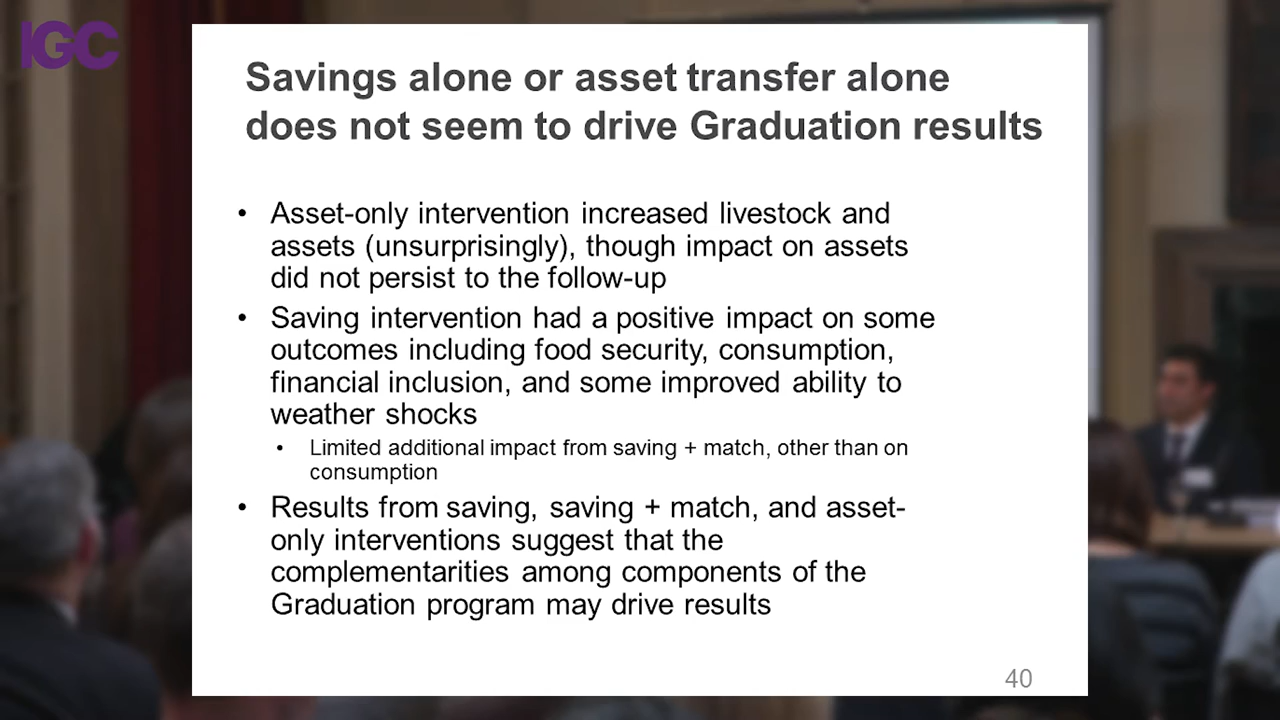 IGC
Savings alone or asset transfer alone
does not seem to drive Graduation results
• Asset-only intervention increased livestock and
assets (unsurprisingly), though impact on assets
did not persist to the follow-up
• Saving intervention had a positive impact on some
outcomes including food security, consumption,
financial inclusion, and some improved ability to
weather shocks
• Limited additional impact from saving + match, other than on
consumption
• Results from saving, saving + match, and asset-
only interventions suggest that the
complementarities among components of the
Graduation program may drive results
40